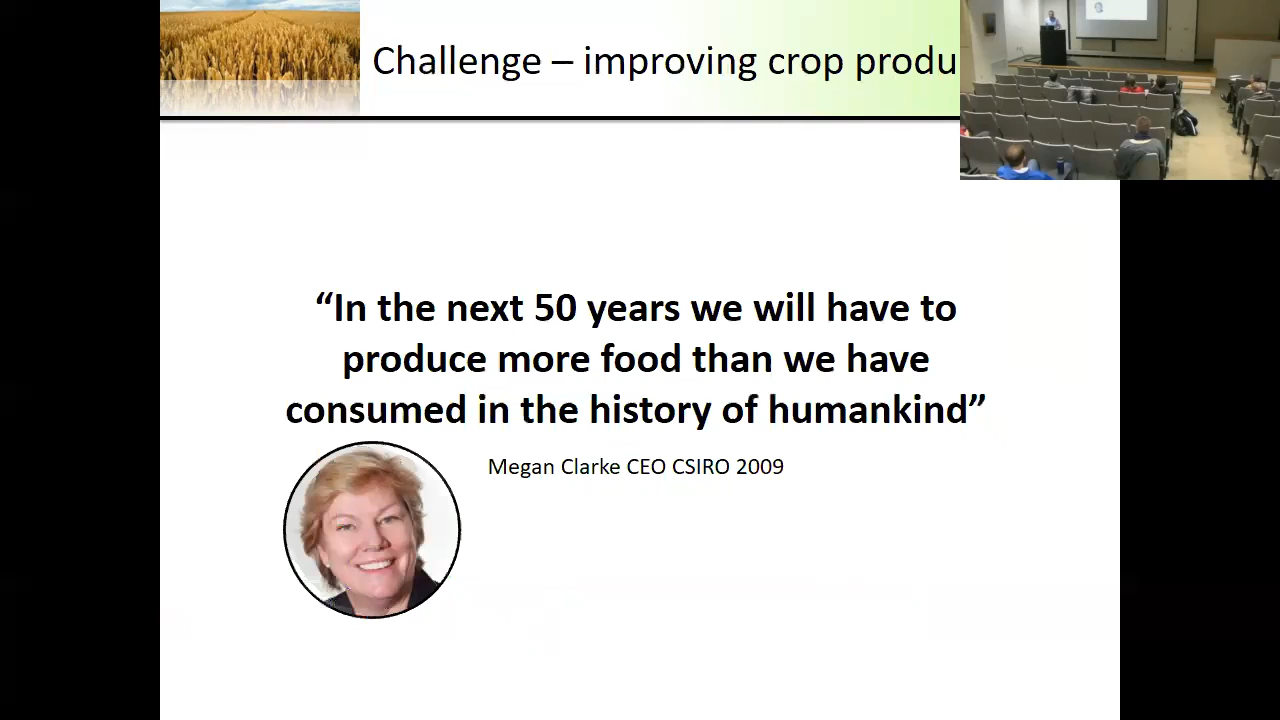 Challenge – improving crop produ
“In the next 50 years we will have to
produce more food than we have
consumed in the history of humankind”
Megan Clarke CEO CSIRO 2009